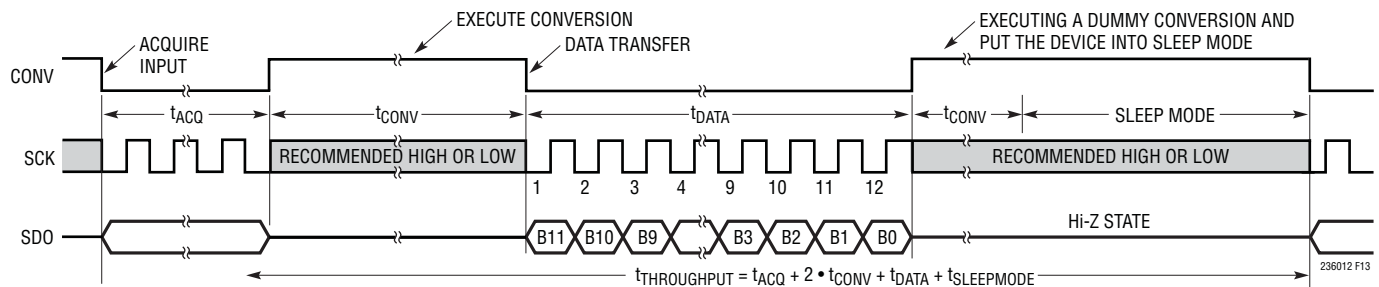 EXECUTE CONVERSION
EXECUTING A DUMMY CONVERSION AND
PUT THE DEVICE INTO SLEEP MODE
ACQUIRE
INPUT
DATA TRANSFER
CONV
tACQ
tCONV
tDATA
tCONV
SLEEP MODE
SCK
RECOMMENDED HIGH OR LOW
RECOMMENDED HIGH OR LOW
1 2 3 4 9 10 11 12
SDO
B11 B10 B9 B3 B2 B1 B0
Hi-Z STATE
tTHROUGHPUT = tACQ + 2 • tCONV + tDATA + tSLEEPMODE
236012 F13